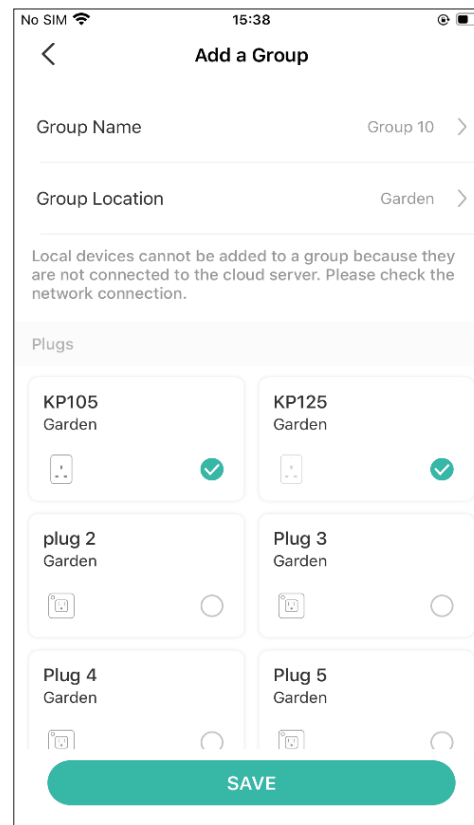 No SIM 15:38
Add a Group
Group Name Group 10
Group Location Garden
Local devices cannot be added to a group because they
are not connected to the cloud server. Please check the
network connection.
Plugs
KP105 KP125
Garden Garden
plug 2 Plug 3
Garden Garden
Plug 4 Plug 5
Garden Garden
SAVE